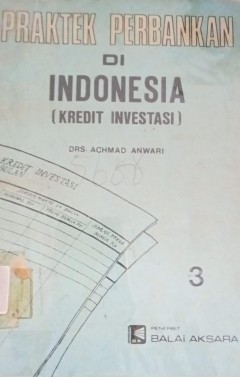 PRAKTEK PERBANKAN
DI
INDONESIA
(KREDIT INVESTASI)
DRS. ACHMAD ANWARI
KREDIT INVESTASI
3
PENERBIT
BALAI AKSARA